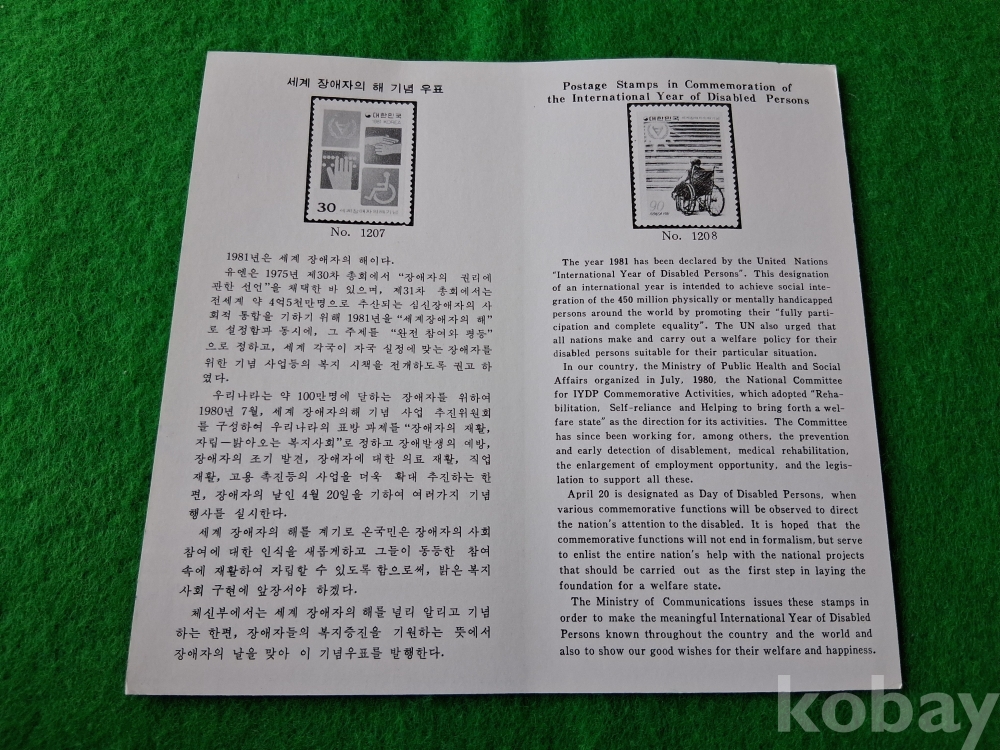 세계 장애자의 해 기념 우표
대한민국
1981 KOREA
30
No. 1207
1981년은 세계 장애자의 해이다.
유엔은 1975년 제30차 총회에서 “장애자의 권리에
관한 선언”을 채택한 바 있으며, 제31차 총회에서는
전세계 약 4억5천만명으로 추산되는 심신장애자의 사
회적 통합을 기하기 위해 1981년을 “세계장애자의 해”
로 설정함과 동시에, 그 주제를 “완전 참여와 평등”
으로 정하고, 세계 각국이 자국 실정에 맞는 장애자를
위한 기념 사업등의 복지 시책을 전개하도록 권고 하
였다.
우리나라는 약 100만명에 달하는 장애자를 위하여
1980년 7월, 세계 장애자의해 기념 사업 추진위원회
를 구성하여 우리나라의 표방 과제를 “장애자의 재활,
자립—밝아오는 복지사회”로 정하고 장애발생의 예방,
장애자의 조기 발견, 장애자에 대한 의료 재활, 직업
재활, 고용 촉진등의 사업을 더욱 확대 추진하는 한
편, 장애자의 날인 4월 20일을 기하여 여러가지 기념
행사를 실시한다.
세계 장애자의 해를 계기로 온국민은 장애자의 사회
참여에 대한 인식을 새롭게하고 그들이 동등한 참여
속에 재활하여 자립할 수 있도록 함으로써, 밝은 복지
사회 구현에 앞장서야 하겠다.
체신부에서는 세계 장애자의 해를 널리 알리고 기념
하는 한편, 장애자들의 복지증진을 기원하는 뜻에서
장애자의 날을 맞아 이 기념우표를 발행한다.
Postage Stamps in Commemoration of
the International Year of Disabled Persons
대한민국
90
No. 1208
The year 1981 has been declared by the United Nations
“International Year of Disabled Persons”. This designation
of an international year is intended to achieve social inte-
gration of the 450 million physically or mentally handicapped
persons around the world by promoting their “fully parti-
cipation and complete equality”. The UN also urged that
all nations make and carry out a welfare policy for their
disabled persons suitable for their particular situation.
In our country, the Ministry of Public Health and Social
Affairs organized in July, 1980, the National Committee
for IYDP Commemorative Activities, which adopted “Reha-
bilitation, Self-reliance and Helping to bring forth a wel-
fare state” as the direction for its activities. The Committee
has since been working for, among others, the prevention
and early detection of disablement, medical rehabilitation,
the enlargement of employment opportunity, and the legis-
lation to support all these.
April 20 is designated as Day of Disabled Persons, when
various commemorative functions will be observed to direct
the nation's attention to the disabled. It is hoped that the
commemorative functions will not end in formalism, but serve
to enlist the entire nation's help with the national projects
that should be carried out as the first step in laying the
foundation for a welfare state.
The Ministry of Communications issues these stamps in
order to make the meaningful International Year of Disabled
Persons known throughout the country and the world and
also to show our good wishes for their welfare and happiness.
kobay